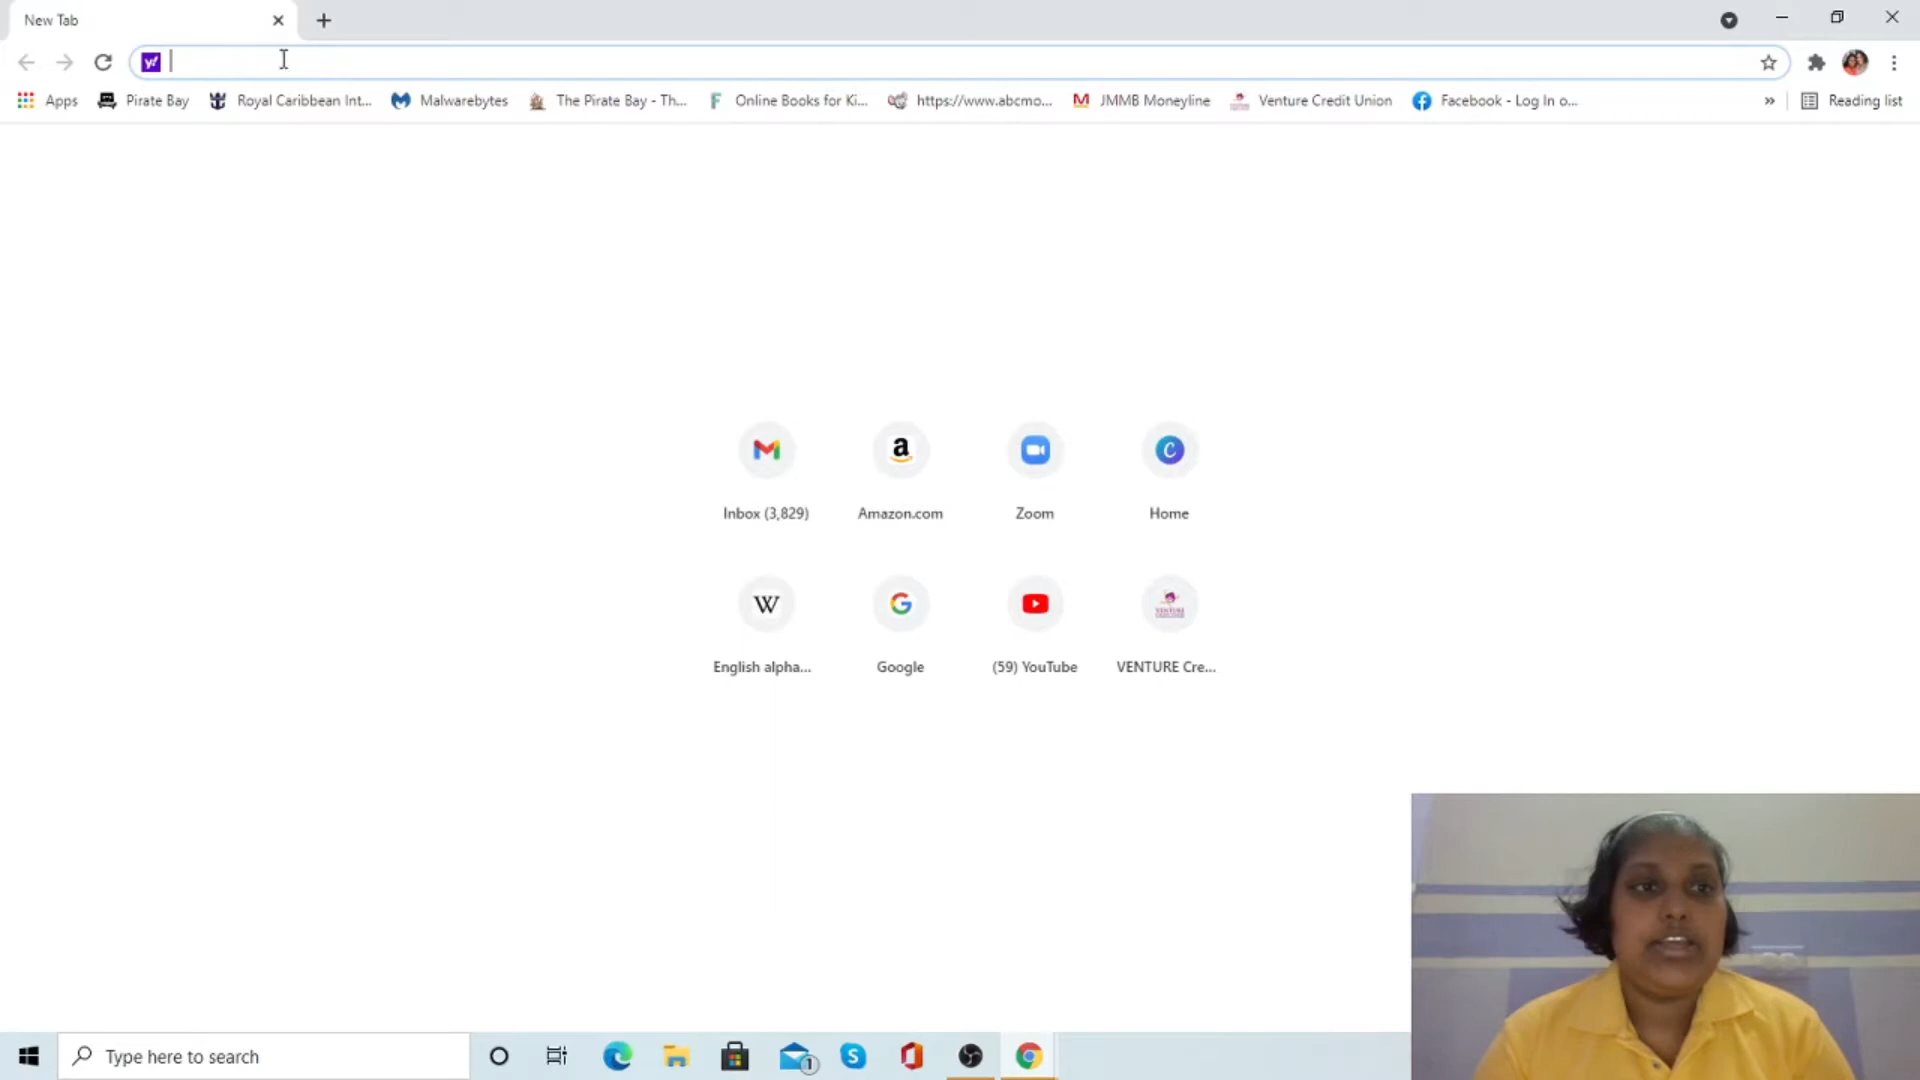 New Tab
y!
Apps
Pirate Bay
Royal Caribbean Int...
Malwarebytes
The Pirate Bay - Th...
Online Books for Ki...
https://www.abcmo...
JMMB Moneyline
Venture Credit Union
Facebook - Log In o...
»
Reading list
Inbox (3,829)
Amazon.com
Zoom
Home
English alpha...
Google
(59) YouTube
VENTURE Cre...
Type here to search
1